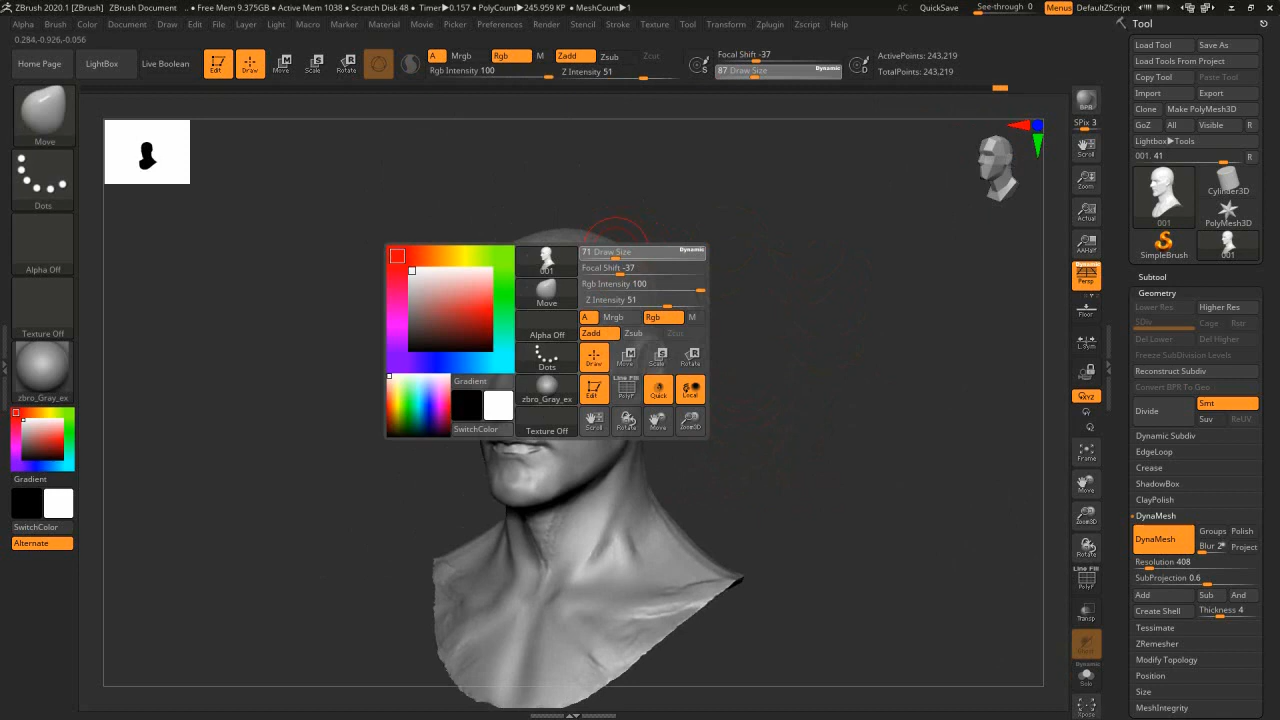 ZBrush 2020.1 [ZBrush] ZBrush Document .. ● Free Mem 9.375GB ● Active Mem 1038 ● Scratch Disk 48 ● Timer▶0.157 ● PolyCount▶245.959 KP ● MeshCount▶1 AC QuickSave See-through 0 Menus DefaultZScript
Alpha Brush Color Document Draw Edit File Layer Light Macro Marker Material Movie Picker Preferences Render Stencil Stroke Texture Tool Transform Zplugin Zscript Help
0.284,-0.926,-0.056
Home Page LightBox Live Boolean Edit Draw Move Scale Rotate
A Mrgb Rgb M Zadd Zsub Zcut
Rgb Intensity 100 Z Intensity 51
Focal Shift -37
87 Draw Size Dynamic
S D
ActivePoints: 243,219
TotalPoints: 243,219
Move
Dots
Alpha Off
Texture Off
zbro_Gray_ex
Gradient
SwitchColor
Alternate
Gradient
SwitchColor
001
Move
Alpha Off
Dots
zbro_Gray_ex
Texture Off
71 Draw Size Dynamic
Focal Shift -37
Rgb Intensity 100
Z Intensity 51
A Mrgb Rgb M
Zadd Zsub Zcut
Draw Move Scale Rotate
Line Fill
Edit PolyF Quick Local
Scroll Rotate Move Zoom3D
BPR
SPix 3
Scroll
Zoom
Actual
AAHalf
Dynamic
Persp
Floor
L.Sym
XYZ
Frame
Move
Zoom3D
Rotate
Line Fill
PolyF
Transp
Ghost
Dynamic
Solo
Xpose
Tool
Load Tool Save As
Load Tools From Project
Copy Tool Paste Tool
Import Export
Clone Make PolyMesh3D
GoZ All Visible R
Lightbox▶Tools
001. 41 R
001 Cylinder3D
PolyMesh3D
SimpleBrush 001
Subtool
Geometry
Lower Res Higher Res
SDiv Cage Rstr
Del Lower Del Higher
Freeze SubDivision Levels
Reconstruct Subdiv
Convert BPR To Geo
Divide Smt
Suv ReUV
Dynamic Subdiv
EdgeLoop
Crease
ShadowBox
ClayPolish
DynaMesh
DynaMesh Groups Polish
Blur 2 Project
Resolution 408
SubProjection 0.6
Add Sub And
Create Shell Thickness 4
Tessimate
ZRemesher
Modify Topology
Position
Size
MeshIntegrity